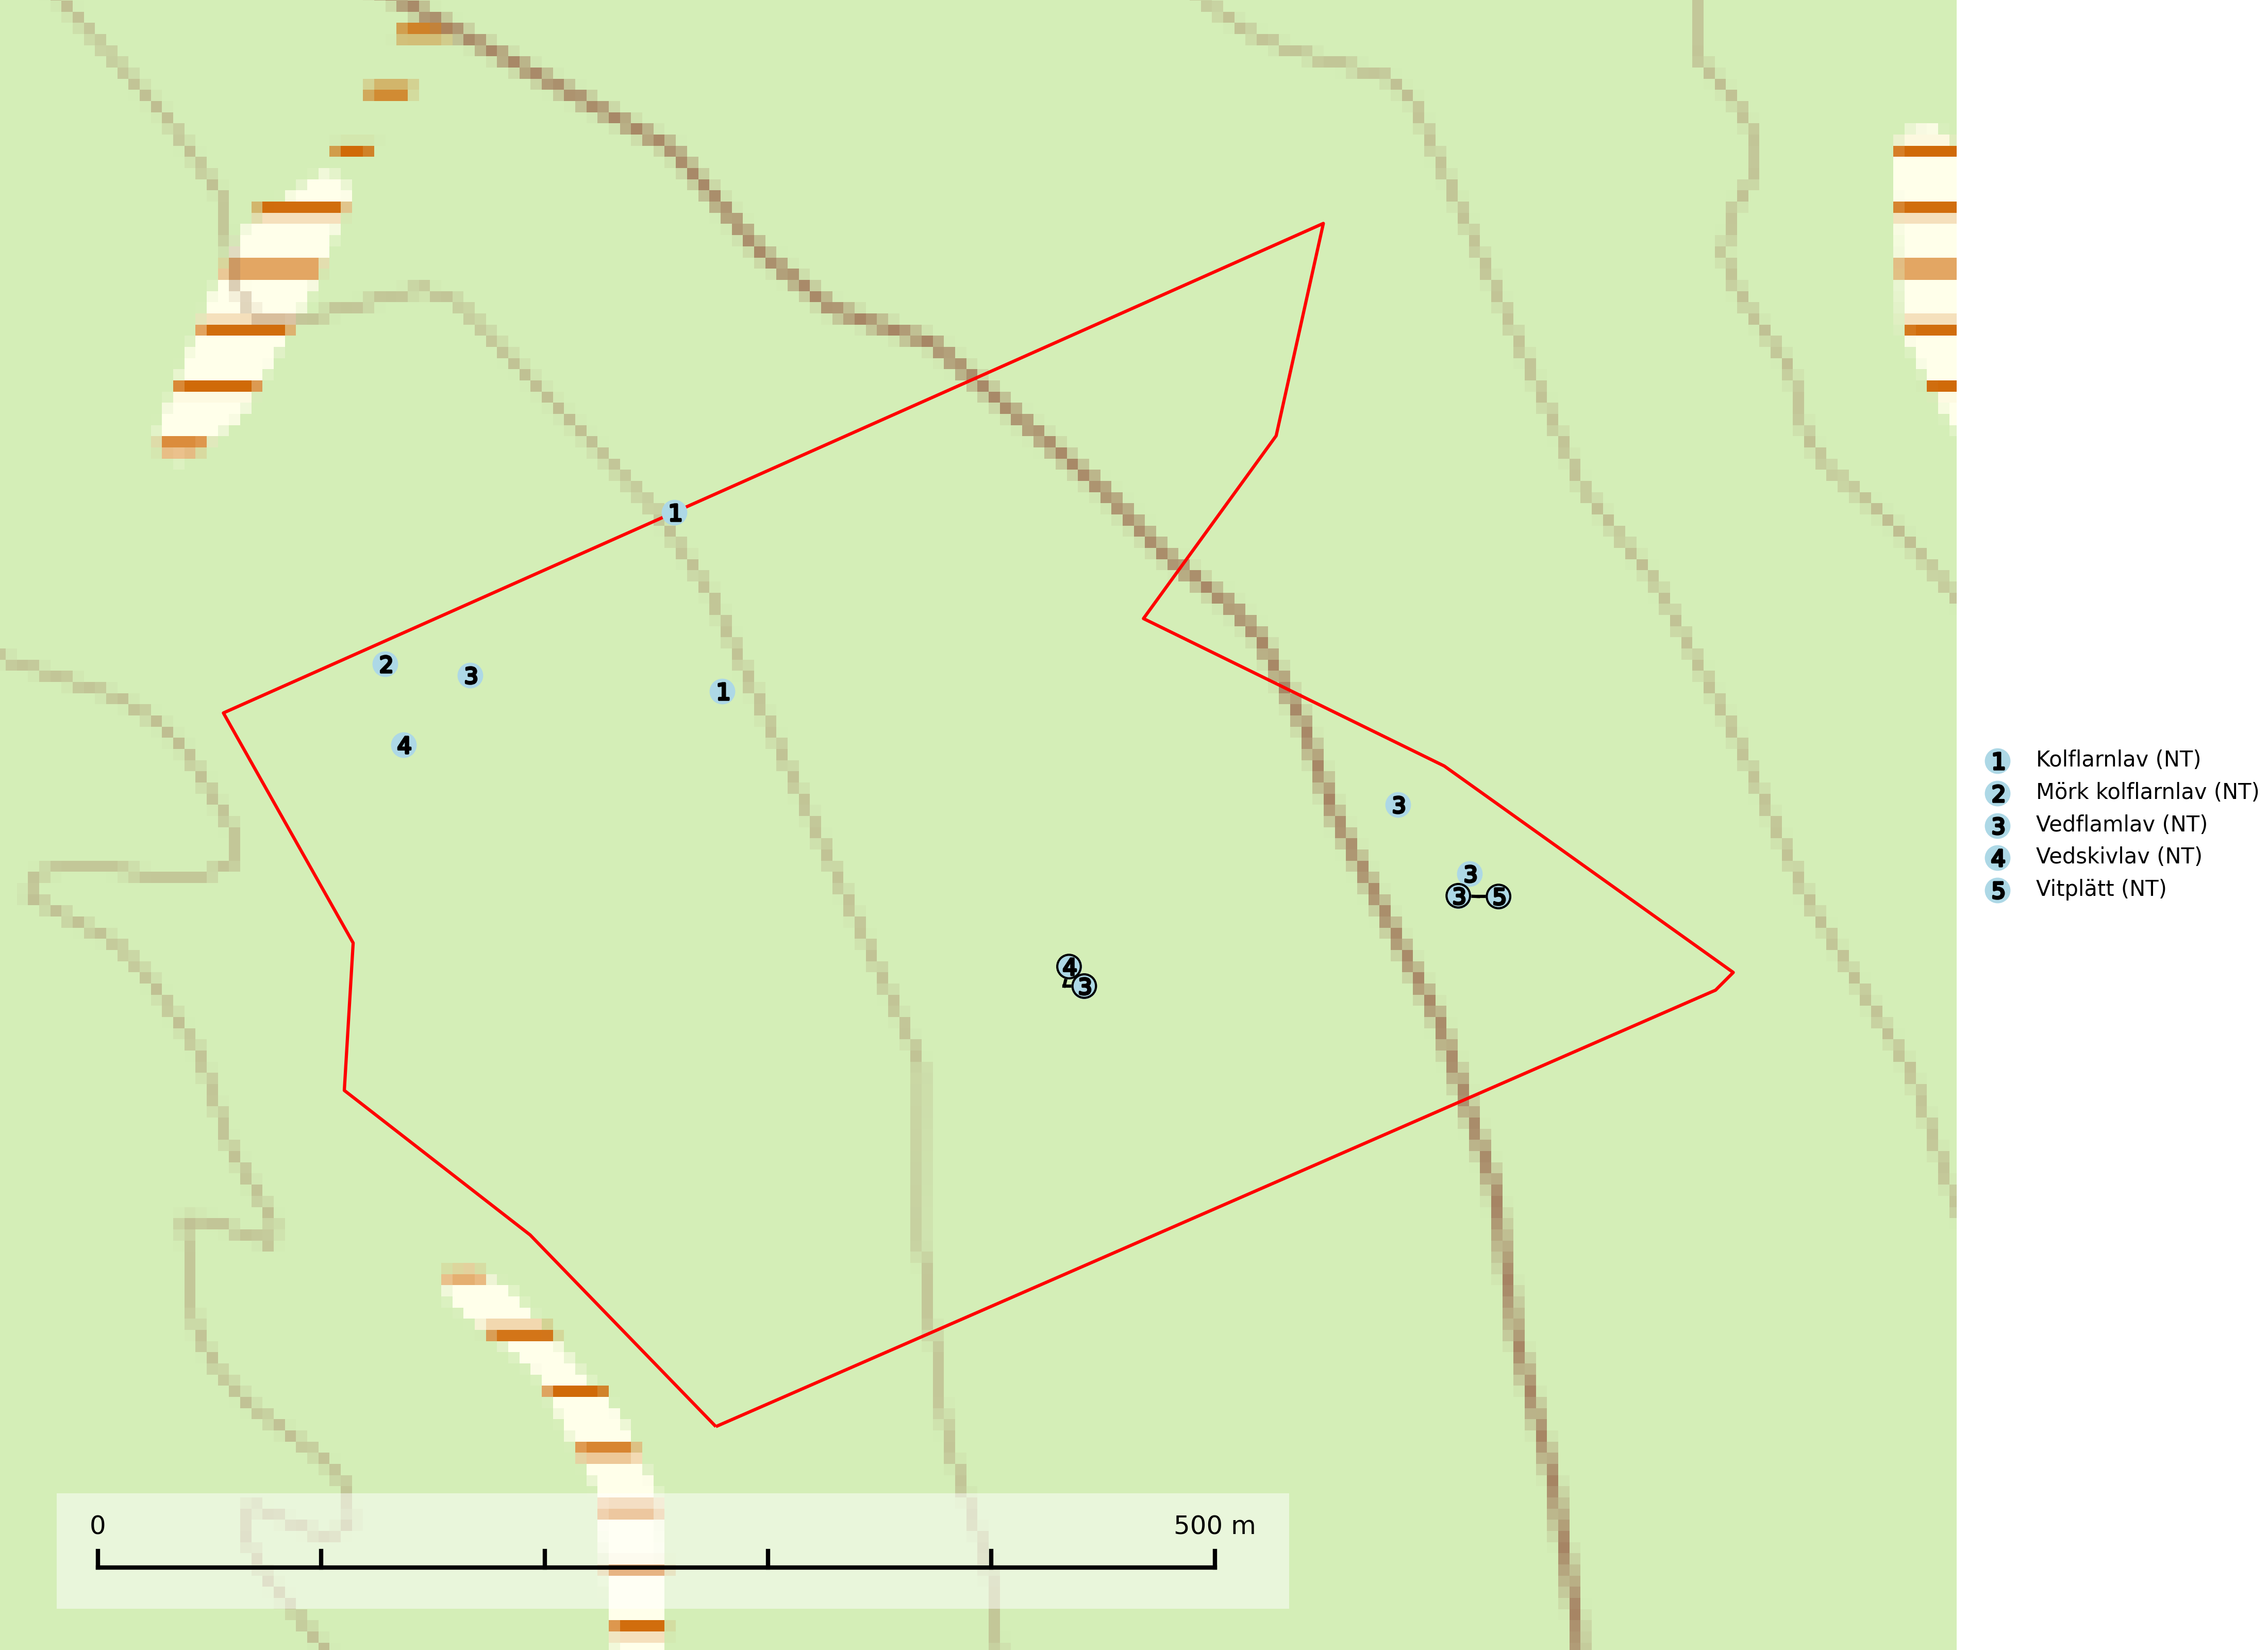 1
2
3
1
4
3
3
3 5
4
3
1 Kolflarnlav (NT)
2 Mörk kolflarnlav (NT)
3 Vedflamlav (NT)
4 Vedskivlav (NT)
5 Vitplätt (NT)
0 500 m